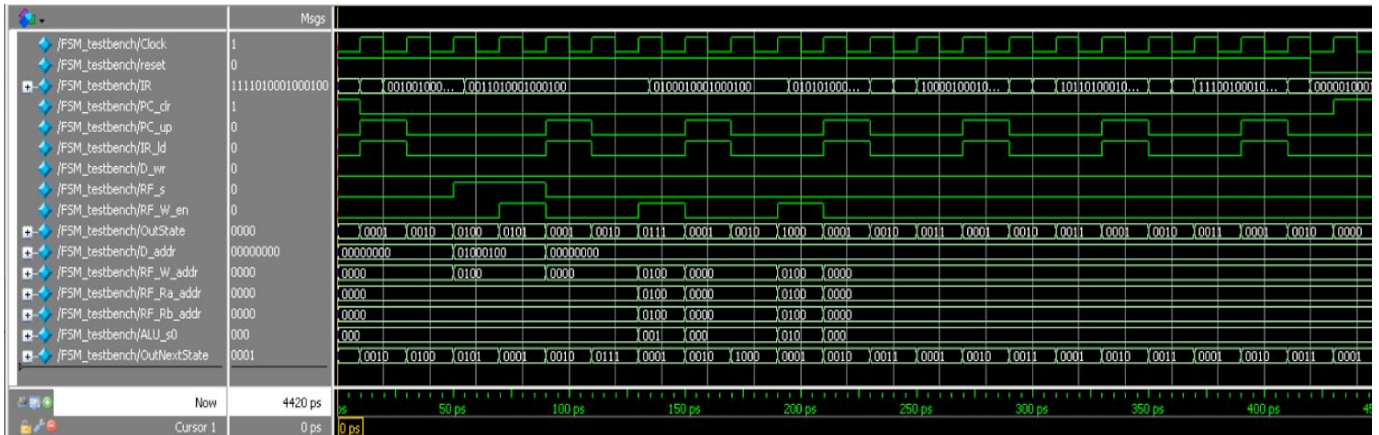 Msgs
/FSM_testbench/Clock 1
/FSM_testbench/reset 0
/FSM_testbench/IR 1111010001000100 001001000... 0011010001000100 0100010001000100 010101000... 10000100010... 10110100010... 11100100010... 000001000
/FSM_testbench/PC_clr 1
/FSM_testbench/PC_up 0
/FSM_testbench/IR_ld 0
/FSM_testbench/D_wr 0
/FSM_testbench/RF_s 0
/FSM_testbench/RF_W_en 0
/FSM_testbench/OutState 0000 0001 0010 0100 0101 0001 0010 0111 0001 0010 1000 0001 0010 0011 0001 0010 0011 0001 0010 0011 0001 0010 0000
/FSM_testbench/D_addr 00000000 00000000 01000100 00000000
/FSM_testbench/RF_W_addr 0000 0000 0100 0000 0100 0000 0100 0000
/FSM_testbench/RF_Ra_addr 0000 0000 0100 0000 0100 0000
/FSM_testbench/RF_Rb_addr 0000 0000 0100 0000 0100 0000
/FSM_testbench/ALU_s0 000 000 001 000 010 000
/FSM_testbench/OutNextState 0001 0010 0100 0101 0001 0010 0111 0001 0010 1000 0001 0010 0011 0001 0010 0011 0001 0010 0011 0001 0010 0011 0001
Now 4420 ps ps 50 ps 100 ps 150 ps 200 ps 250 ps 300 ps 350 ps 400 ps
Cursor 1 0 ps 0 ps